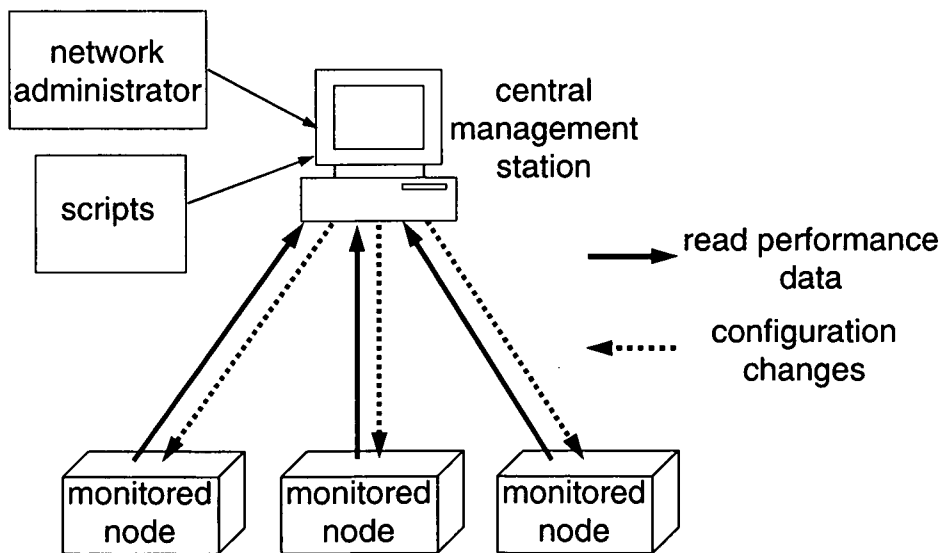 network
administrator
scripts
central
management
station
read performance
data
configuration
changes
monitored
node
monitored
node
monitored
node